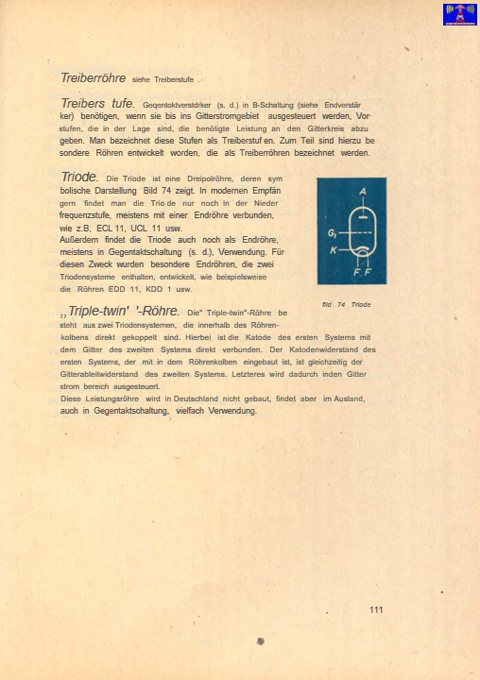 Treiberröhre siehe Treiberstufe .
Treibers tufe. Geqentoktverstdrker (s. d.) in B-Schaltung (siehe Endverstär
ker) benötigen, wenn sie bis ins Gitterstromgebiet ausgesteuert werden, Vor-
stufen, die in der Lage sind, die benötigte Leistung an den Gitterkreis abzu
geben. Man bezeichnet diese Stufen als Treiberstuf en. Zum Teil sind hierzu be
sondere Röhren entwickelt worden, die als Treiberröhren bezeichnet werden.
Triode. Die Triode ist eine Dreipolröhre, deren sym
bolische Darstellung Bild 74 zeigt. In modernen Empfän
gern findet man die Trio.de nur noch In der Nieder
frequenzstufe, meistens mit einer Endröhre verbunden,
wie z.B, ECL 11, UCL 11 usw.
Außerdem findet die Triode auch noch als Endröhre,
meistens in Gegentaktschaltung (s. d.), Verwendung. Für
diesen Zweck wurden besondere Endröhren, die zwei
Triodensysteme enthalten, entwickelt, wie beispielsweise
die Röhren EDD 11, KDD 1 usw.
A
G₁
K
F F
fild 74 Triode
,,Triple-twin' '-Röhre. Die" Triple-twin"-Röhre be
steht aus zwei Triodensystemen, die innerhalb des Röhren-
kolbens direkt gekoppelt sind. Hierbei ist die Katode des ersten Systems mit
dem Gitter des zweiten Systems direkt verbunden. Der Katodenwiderstand des
ersten Systems, der mit in dem Röhrenkolben eingebaut ist, ist gleichzeitig der
Gitterableitwiderstand des zweiten Systems. Letzteres wird dadurch inden Gitter
strom bereich ausgesteuert.
Diese Leistungsröhre wird in Deutschland nicht gebaut, findet aber im Ausland,
auch in Gegentaktschaltung, vielfach Verwendung.
111